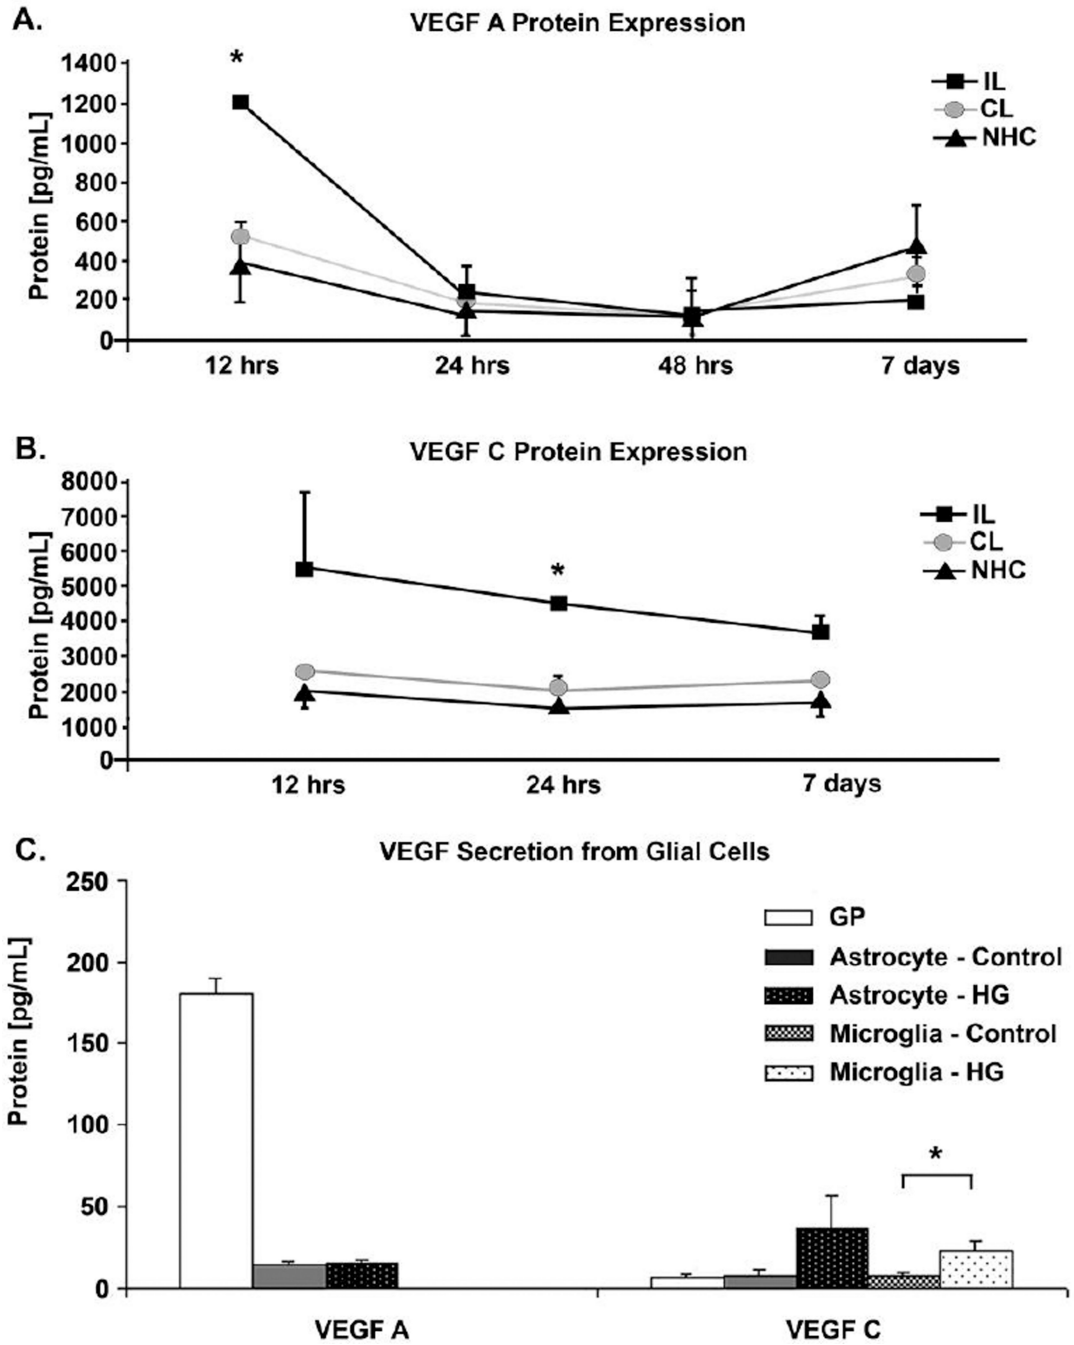 A.
VEGF A Protein Expression
*
Protein [pg/mL]
1400
1200
1000
800
600
400
200
0
12 hrs
24 hrs
48 hrs
7 days
IL
CL
NHC
B.
VEGF C Protein Expression
*
Protein [pg/mL]
8000
7000
6000
5000
4000
3000
2000
1000
0
12 hrs
24 hrs
7 days
IL
CL
NHC
C.
VEGF Secretion from Glial Cells
Protein [pg/mL]
250
200
150
100
50
0
GP
Astrocyte - Control
Astrocyte - HG
Microglia - Control
Microglia - HG
*
VEGF A
VEGF C